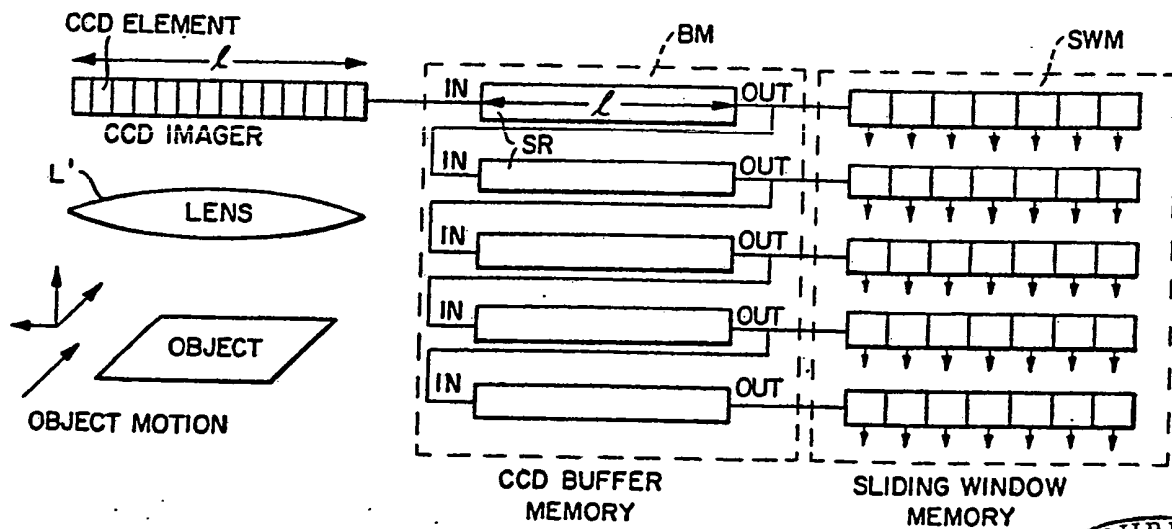 CCD ELEMENT
ℓ
CCD IMAGER
L'
LENS
OBJECT
OBJECT MOTION
BM
IN
ℓ
OUT
SR
IN
OUT
IN
OUT
IN
OUT
IN
OUT
CCD BUFFER
MEMORY
SWM
SLIDING WINDOW
MEMORY